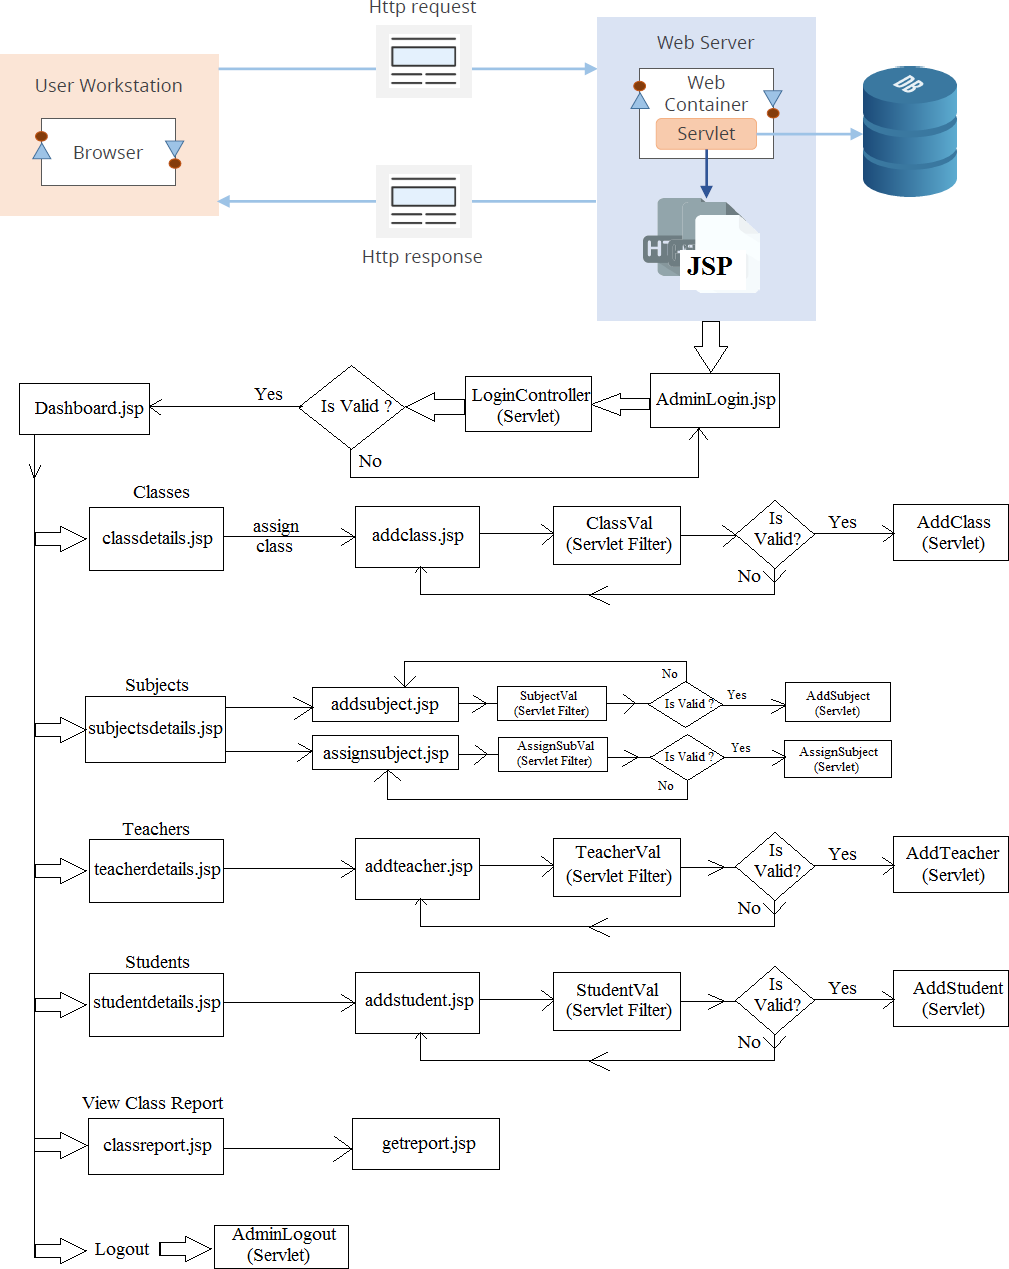 Http request
Web Server
User Workstation
Web
Container
DB
Servlet
Browser
HT
JSP
Http response
Dashboard.jsp
Yes
Is Valid ?
LoginController
(Servlet)
AdminLogin.jsp
No
Classes
classdetails.jsp
assign
class
addclass.jsp
ClassVal
(Servlet Filter)
Is
Valid?
Yes
AddClass
(Servlet)
No
Subjects
subjectsdetails.jsp
No
addsubject.jsp
SubjectVal
(Servlet Filter)
Is Valid ?
Yes
AddSubject
(Servlet)
assignsubject.jsp
AssignSubVal
(Servlet Filter)
Is Valid ?
Yes
AssignSubject
(Servlet)
No
Teachers
teacherdetails.jsp
addteacher.jsp
TeacherVal
(Servlet Filter)
Is
Valid?
Yes
AddTeacher
(Servlet)
No
Students
studentdetails.jsp
addstudent.jsp
StudentVal
(Servlet Filter)
Is
Valid?
Yes
AddStudent
(Servlet)
No
View Class Report
classreport.jsp
getreport.jsp
Logout
AdminLogout
(Servlet)